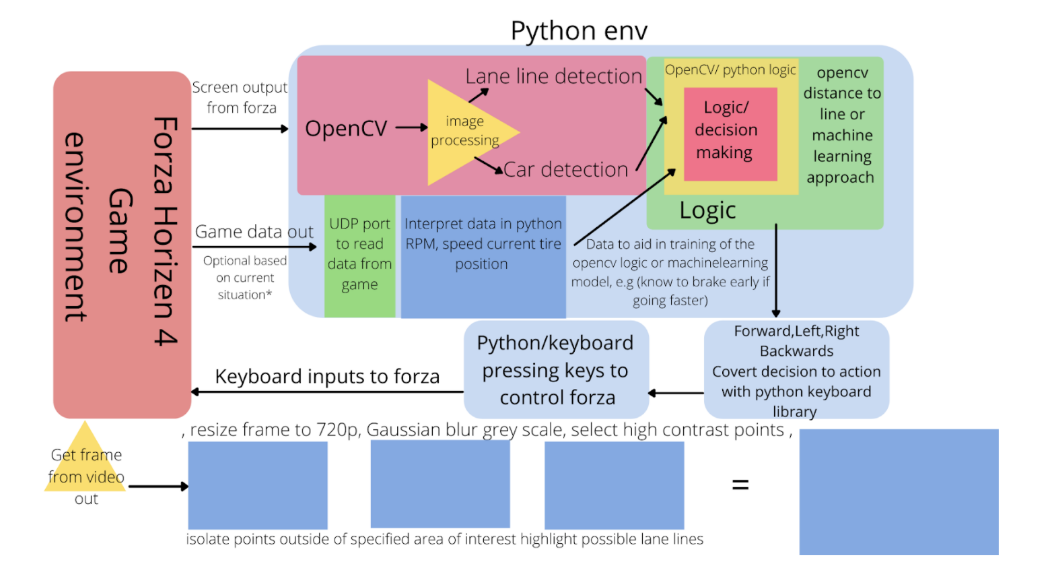 Python env
Forza Horizen 4
Game
environment
Screen output
from forza
OpenCV
image
processing
Lane line detection
Car detection
OpenCV/ python logic
Logic/
decision
making
Logic
opencv
distance to
line or
machine
learning
approach
Game data out
Optional based
on current
situation*
UDP port
to read
data from
game
Interpret data in python
RPM, speed current tire
position
Data to aid in training of the
opencv logic or machinelearning
model, e.g (know to brake early if
going faster)
Forward,Left,Right
Backwards
Covert decision to action
with python keyboard
library
Python/keyboard
pressing keys to
control forza
Keyboard inputs to forza
, resize frame to 720p, Gaussian blur grey scale, select high contrast points ,
Get frame
from video
out
=
isolate points outside of specified area of interest highlight possible lane lines